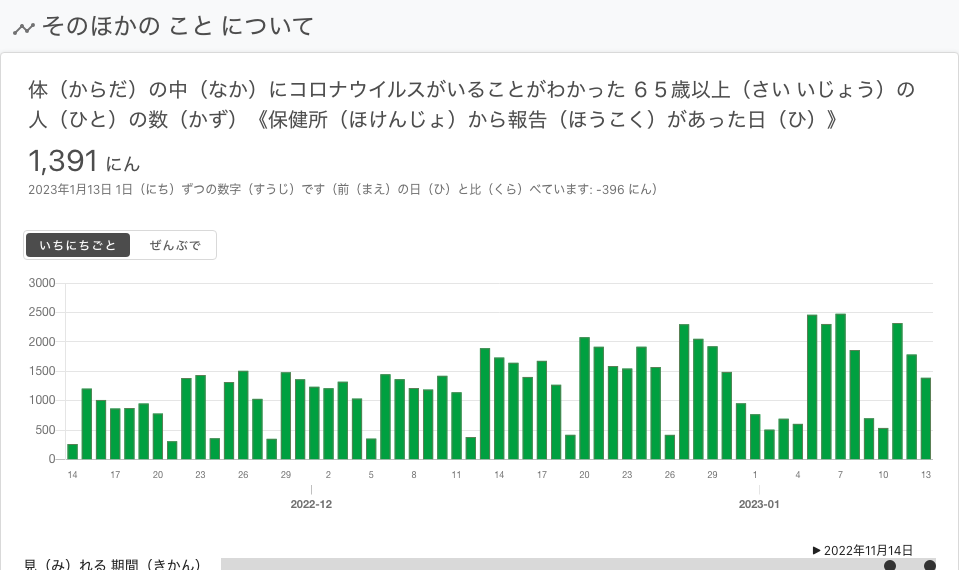 そのほかの こと について
体（からだ）の中（なか）にコロナウイルスがいることがわかった ６５歳以上（さい いじょう）の
人（ひと）の数（かず）《保健所（ほけんじょ）から報告（ほうこく）があった日（ひ）》
1,391 にん
2023年1月13日 1日（にち）ずつの数字（すうじ）です（前（まえ）の日（ひ）と比（くら）べています: -396 にん）
いちにちごと ぜんぶで
3000
2500
2000
1500
1000
500
0
14 17 20 23 26 29 2 5 8 11 14 17 20 23 26 29 1 4 7 10 13
2022-12 2023-01
▶ 2022年11月14日
見（み）れる 期間（きかん）